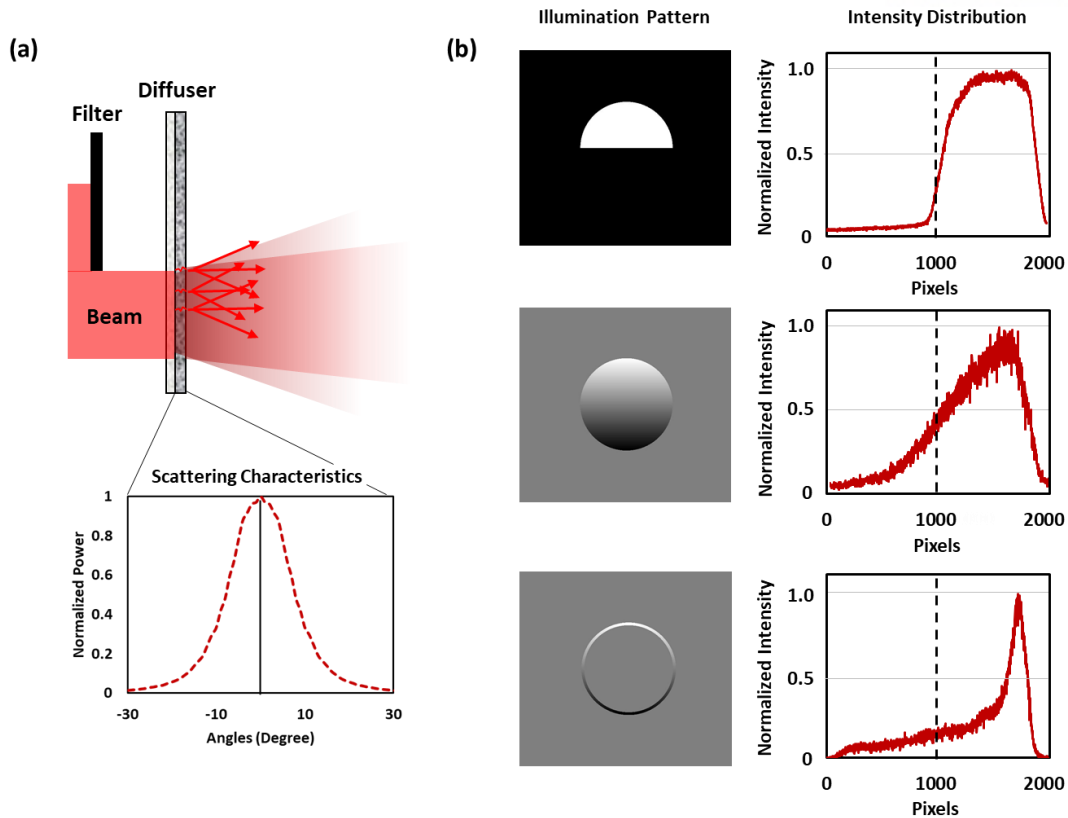 (a)
Filter
Diffuser
Beam
Scattering Characteristics
Normalized Power
1
0.8
0.6
0.4
0.2
0
-30
-10
10
30
Angles (Degree)
(b)
Illumination Pattern
Intensity Distribution
Normalized Intensity
1.0
0.5
0
0
1000
2000
Pixels
Normalized Intensity
1.0
0.5
0
0
1000
2000
Pixels
Normalized Intensity
1.0
0.5
0
0
1000
2000
Pixels